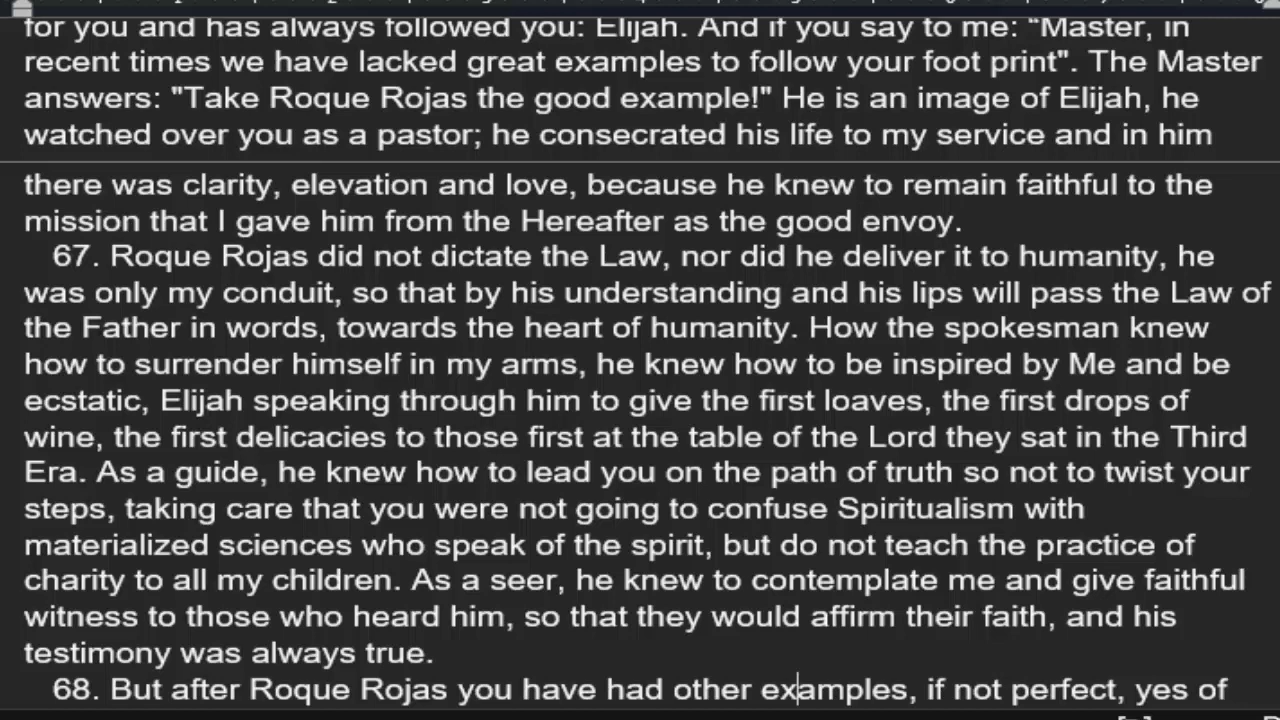 for you and has always followed you: Elijah. And if you say to me: “Master, in
recent times we have lacked great examples to follow your foot print". The Master
answers: "Take Roque Rojas the good example!" He is an image of Elijah, he
watched over you as a pastor; he consecrated his life to my service and in him
there was clarity, elevation and love, because he knew to remain faithful to the
mission that I gave him from the Hereafter as the good envoy.
67. Roque Rojas did not dictate the Law, nor did he deliver it to humanity, he
was only my conduit, so that by his understanding and his lips will pass the Law of
the Father in words, towards the heart of humanity. How the spokesman knew
how to surrender himself in my arms, he knew how to be inspired by Me and be
ecstatic, Elijah speaking through him to give the first loaves, the first drops of
wine, the first delicacies to those first at the table of the Lord they sat in the Third
Era. As a guide, he knew how to lead you on the path of truth so not to twist your
steps, taking care that you were not going to confuse Spiritualism with
materialized sciences who speak of the spirit, but do not teach the practice of
charity to all my children. As a seer, he knew to contemplate me and give faithful
witness to those who heard him, so that they would affirm their faith, and his
testimony was always true.
68. But after Roque Rojas you have had other examples, if not perfect, yes of